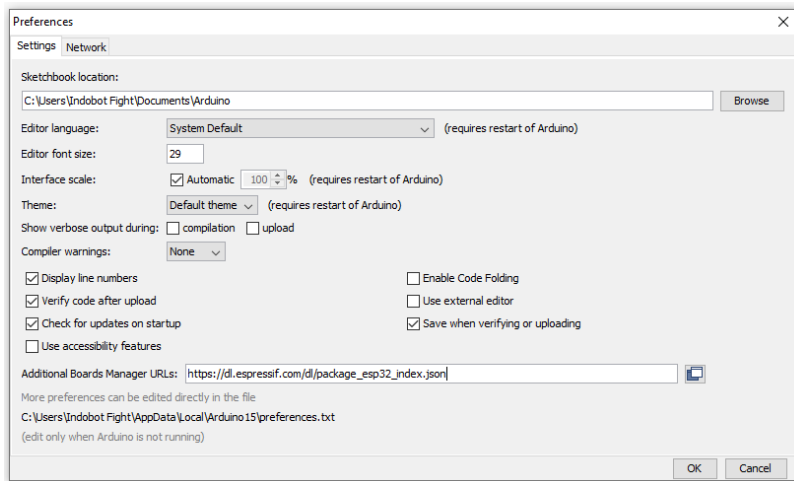 Preferences
Settings Network
Sketchbook location:
C:\Users\Indobot Fight\Documents\Arduino Browse
Editor language: System Default (requires restart of Arduino)
Editor font size: 29
Interface scale: Automatic 100 % (requires restart of Arduino)
Theme: Default theme (requires restart of Arduino)
Show verbose output during: compilation upload
Compiler warnings: None
Display line numbers Enable Code Folding
Verify code after upload Use external editor
Check for updates on startup Save when verifying or uploading
Use accessibility features
Additional Boards Manager URLs: https://dl.espressif.com/dl/package_esp32_index.json
More preferences can be edited directly in the file
C:\Users\Indobot Fight\AppData\Local\Arduino15\preferences.txt
(edit only when Arduino is not running)
OK Cancel